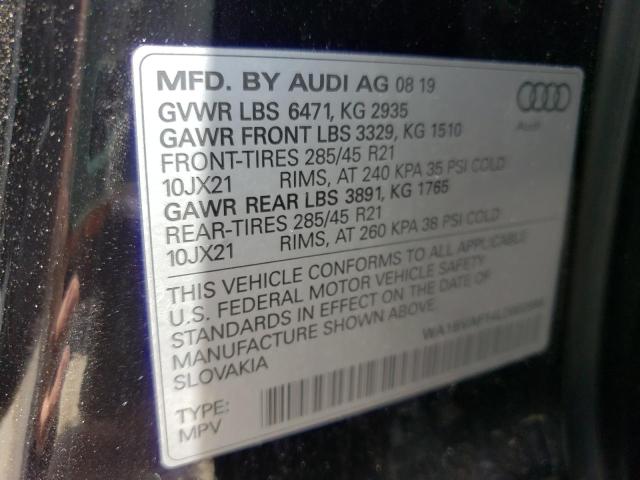 MFD. BY AUDI AG 08 19
GVWR LBS 6471, KG 2935
GAWR FRONT LBS 3329, KG 1510
FRONT-TIRES 285/45 R21
10JX21 RIMS, AT 240 KPA 35 PSI COLD
GAWR REAR LBS 3891, KG 1765
REAR-TIRES 285/45 R21
10JX21 RIMS, AT 260 KPA 38 PSI COLD
THIS VEHICLE CONFORMS TO ALL APPLICABLE
U.S. FEDERAL MOTOR VEHICLE SAFETY
STANDARDS IN EFFECT ON THE DATE OF
MANUFACTURE SHOWN ABOVE.
SLOVAKIA
TYPE:
MPV
Audi